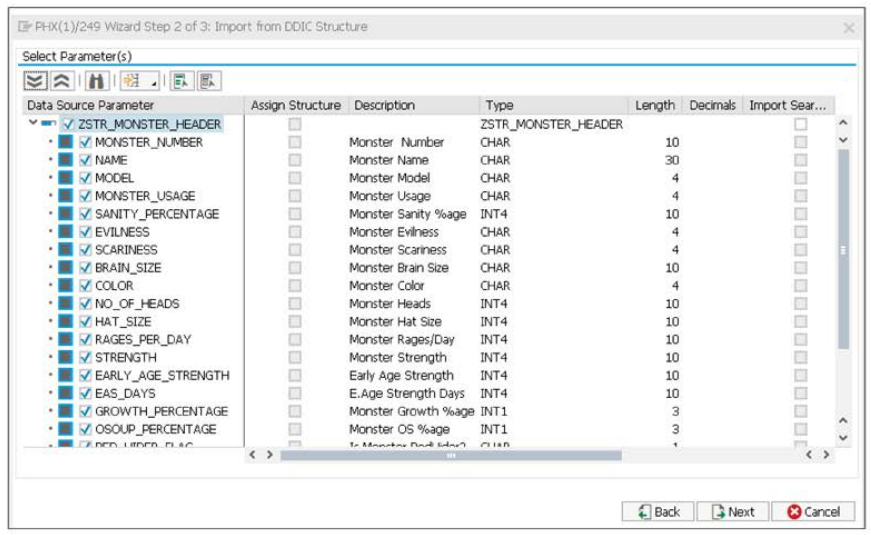 PHX(1)/249 Wizard Step 2 of 3: Import from DDIC Structure
Select Parameter(s)
Data Source Parameter Assign Structure Description Type Length Decimals Import Sear...
ZSTR_MONSTER_HEADER ZSTR_MONSTER_HEADER
MONSTER_NUMBER Monster Number CHAR 10
NAME Monster Name CHAR 30
MODEL Monster Model CHAR 4
MONSTER_USAGE Monster Usage CHAR 4
SANITY_PERCENTAGE Monster Sanity %age INT4 10
EVILNESS Monster Evilness CHAR 4
SCARINESS Monster Scariness CHAR 4
BRAIN_SIZE Monster Brain Size CHAR 10
COLOR Monster Color CHAR 4
NO_OF_HEADS Monster Heads INT4 10
HAT_SIZE Monster Hat Size INT4 10
RAGES_PER_DAY Monster Rages/Day INT4 10
STRENGTH Monster Strength INT4 10
EARLY_AGE_STRENGTH Early Age Strength INT4 10
EAS_DAYS E.Age Strength Days INT4 10
GROWTH_PERCENTAGE Monster Growth %age INT1 3
OSOUP_PERCENTAGE Monster OS %age INT1 3
Is Monster CHAR 1
Back Next Cancel